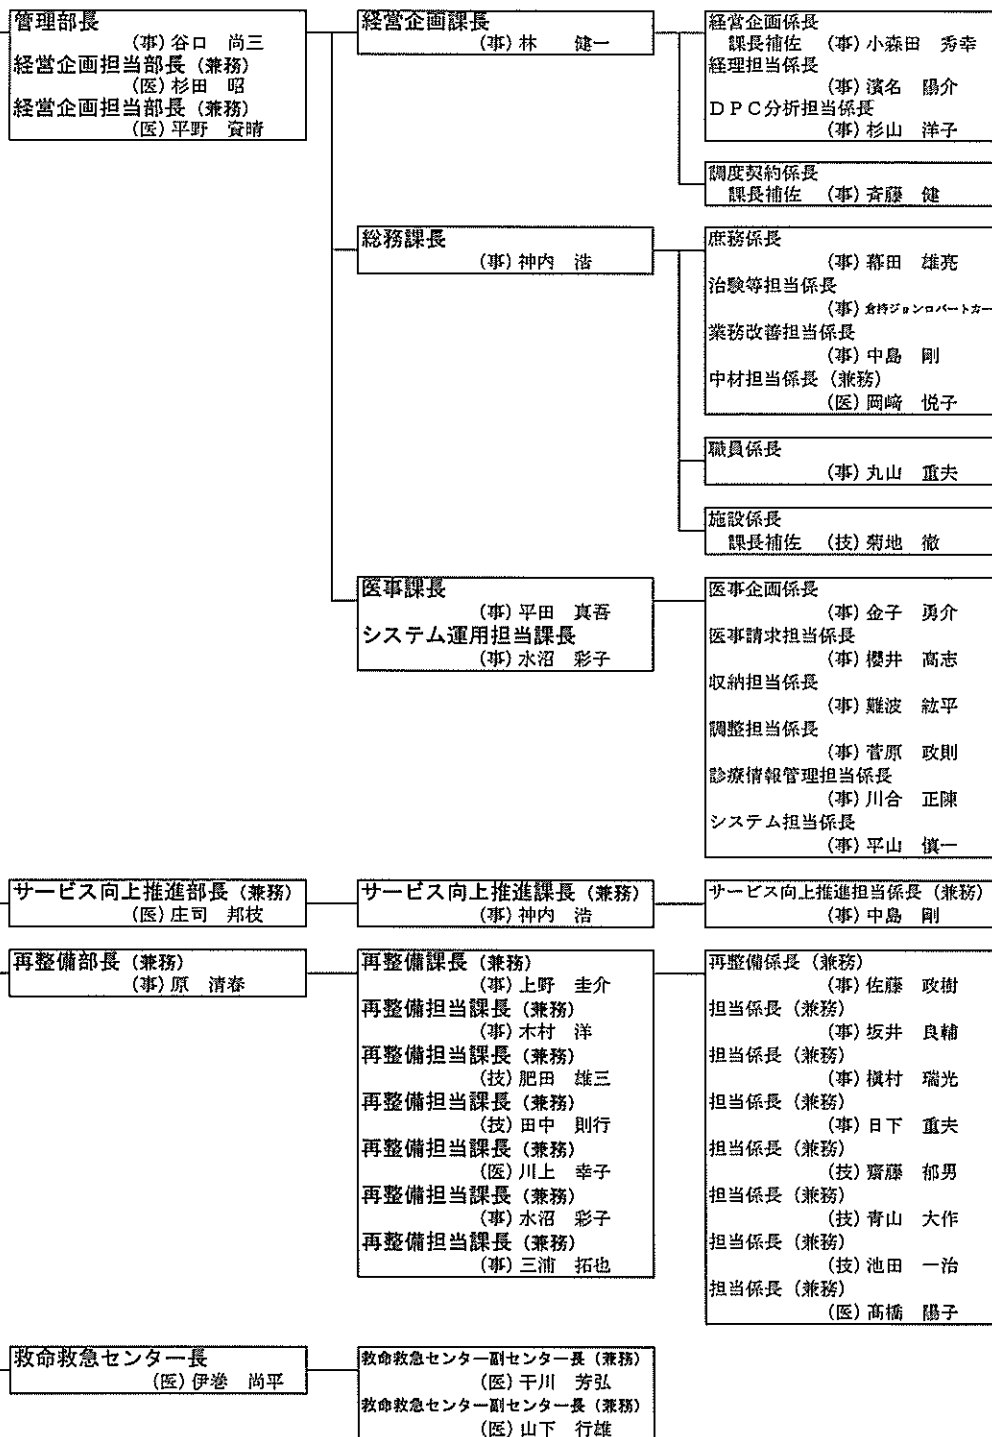 管理部長
(事) 谷口　尚三
経営企画担当部長 (兼務)
(医) 杉田　昭
経営企画担当部長 (兼務)
(医) 平野　資晴
経営企画課長
(事) 林　健一
経営企画係長
課長補佐　(事) 小森田　秀幸
経理担当係長
(事) 濱名　陽介
ＤＰＣ分析担当係長
(事) 杉山　洋子
調度契約係長
課長補佐　(事) 斉藤　健
総務課長
(事) 神内　浩
庶務係長
(事) 幕田　雄亮
治験等担当係長
(事) 倉持ジョンロバートカー
業務改善担当係長
(事) 中島　剛
中材担当係長 (兼務)
(医) 岡﨑　悦子
職員係長
(事) 丸山　重夫
施設係長
課長補佐　(技) 菊地　徹
医事課長
(事) 平田　真吾
システム運用担当課長
(事) 水沼　彩子
医事企画係長
(事) 金子　勇介
医事請求担当係長
(事) 櫻井　高志
収納担当係長
(事) 難波　紘平
調整担当係長
(事) 菅原　政則
診療情報管理担当係長
(事) 川合　正陳
システム担当係長
(事) 平山　慎一
サービス向上推進部長 (兼務)
(医) 庄司　邦枝
サービス向上推進課長 (兼務)
(事) 神内　浩
サービス向上推進担当係長 (兼務)
(事) 中島　剛
再整備部長 (兼務)
(事) 原　清春
再整備課長 (兼務)
(事) 上野　圭介
再整備担当課長 (兼務)
(事) 木村　洋
再整備担当課長 (兼務)
(技) 肥田　雄三
再整備担当課長 (兼務)
(技) 田中　則行
再整備担当課長 (兼務)
(医) 川上　幸子
再整備担当課長 (兼務)
(事) 水沼　彩子
再整備担当課長 (兼務)
(事) 三浦　拓也
再整備係長 (兼務)
(事) 佐藤　政樹
担当係長 (兼務)
(事) 坂井　良輔
担当係長 (兼務)
(事) 槇村　瑞光
担当係長 (兼務)
(事) 日下　重夫
担当係長 (兼務)
(技) 齋藤　郁男
担当係長 (兼務)
(技) 青山　大作
担当係長 (兼務)
(技) 池田　一治
担当係長 (兼務)
(医) 髙橋　陽子
救命救急センター長
(医) 伊巻　尚平
救命救急センター副センター長 (兼務)
(医) 干川　芳弘
救命救急センター副センター長 (兼務)
(医) 山下　行雄